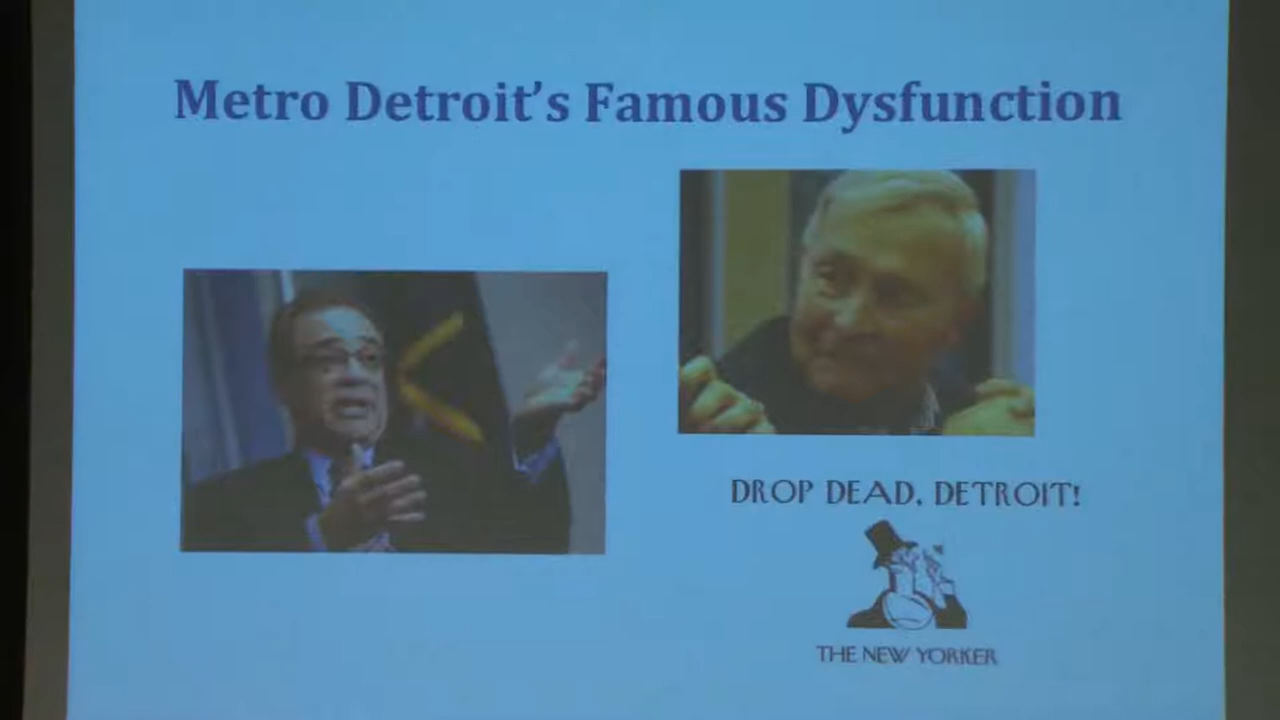 Metro Detroit’s Famous Dysfunction
DROP DEAD, DETROIT!
THE NEW YORKER